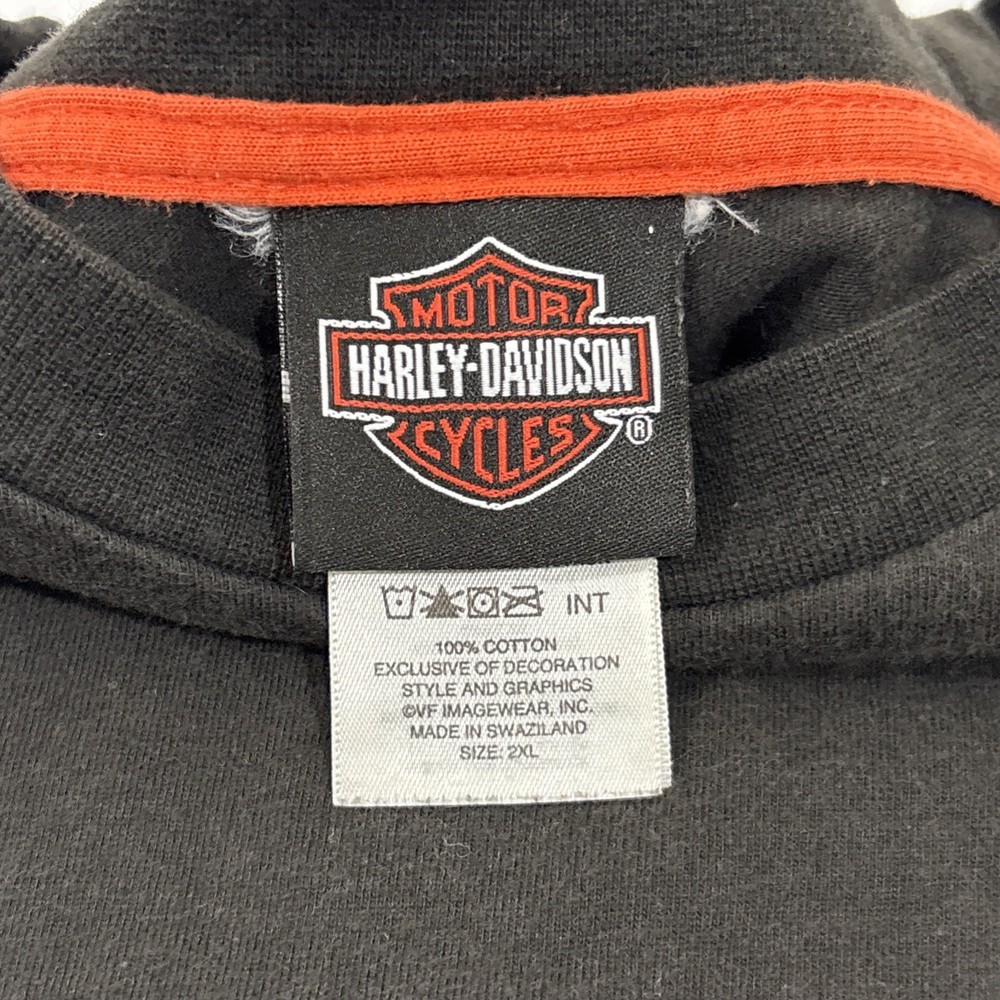 MOTOR
HARLEY-DAVIDSON
CYCLES
®
INT
100% COTTON
EXCLUSIVE OF DECORATION
STYLE AND GRAPHICS
©VF IMAGEWEAR, INC.
MADE IN SWAZILAND
SIZE: 2XL